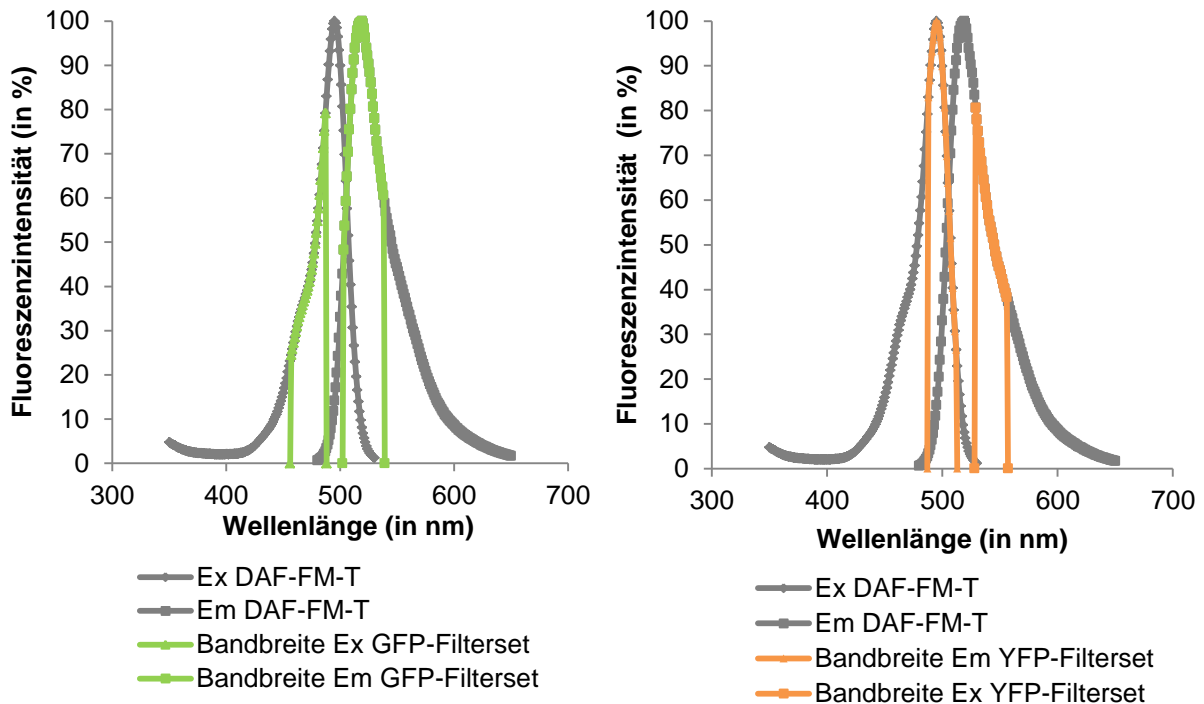 Fluoreszenzintensität (in %)
100
90
80
70
60
50
40
30
20
10
0
300
400
500
600
700
Wellenlänge (in nm)
Ex DAF-FM-T
Em DAF-FM-T
Bandbreite Ex GFP-Filterset
Bandbreite Em GFP-Filterset
Fluoreszenzintensität (in %)
100
90
80
70
60
50
40
30
20
10
0
300
400
500
600
700
Wellenlänge (in nm)
Ex DAF-FM-T
Em DAF-FM-T
Bandbreite Em YFP-Filterset
Bandbreite Ex YFP-Filterset